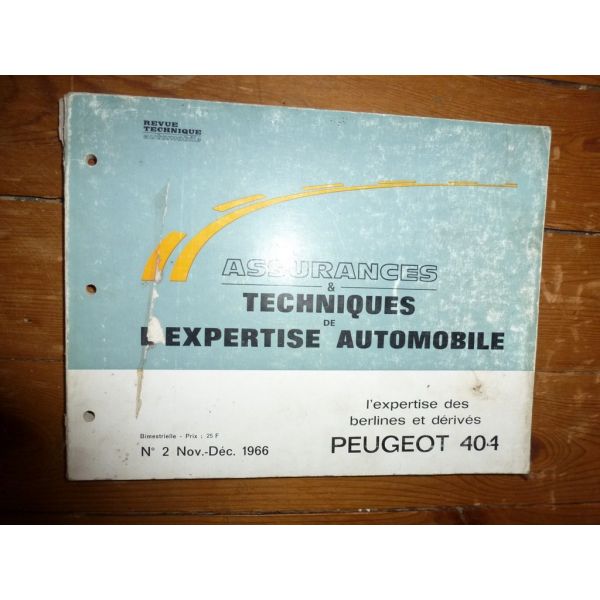 REVUE
TECHNIQUE
ASSURANCES
&
TECHNIQUES
DE
L'EXPERTISE AUTOMOBILE
l'expertise des
berlines et dérivés
Bimestrielle - Prix : 25 F
N° 2 Nov.-Déc. 1966
PEUGEOT 404